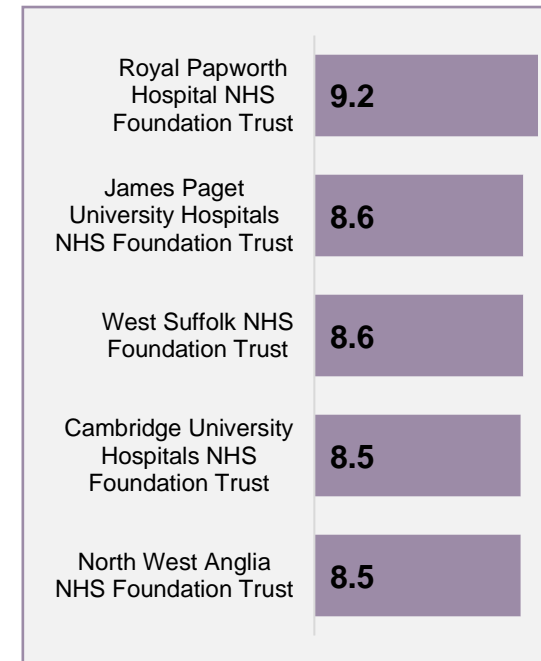 Royal Papworth
Hospital NHS
Foundation Trust
9.2
James Paget
University Hospitals
NHS Foundation Trust
8.6
West Suffolk NHS
Foundation Trust
8.6
Cambridge University
Hospitals NHS
Foundation Trust
8.5
North West Anglia
NHS Foundation Trust
8.5